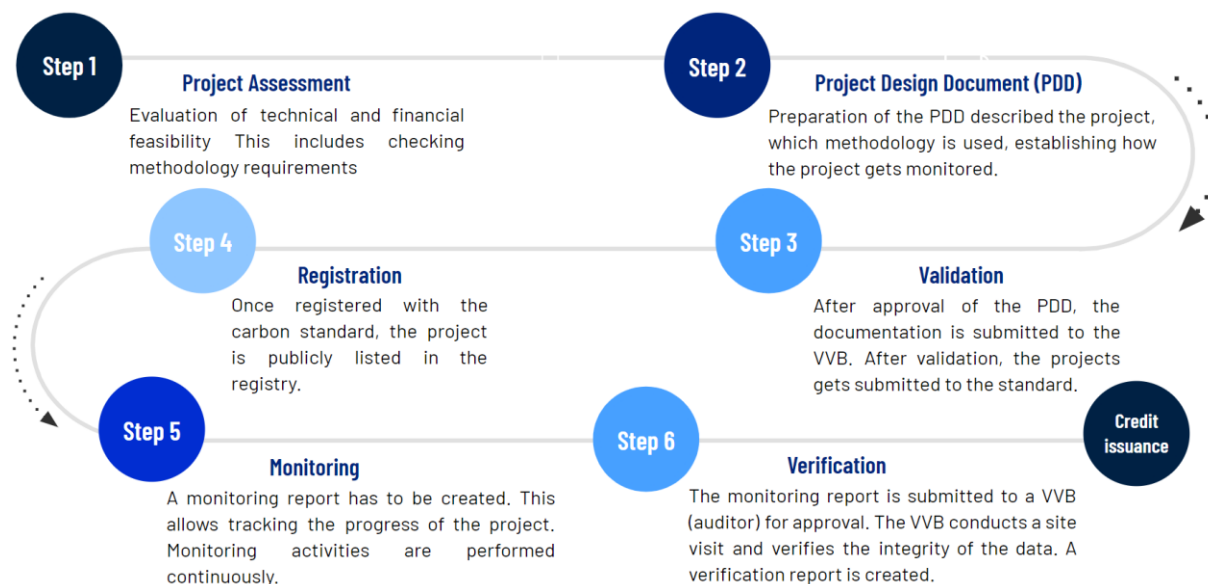 Step 1
Project Assessment
Evaluation of technical and financial
feasibility This includes checking
methodology requirements
Step 2
Project Design Document (PDD)
Preparation of the PDD described the project,
which methodology is used, establishing how
the project gets monitored.
Step 3
Validation
After approval of the PDD, the
documentation is submitted to the
VVB. After validation, the projects
gets submitted to the standard.
Step 4
Registration
Once registered with the
carbon standard, the project
is publicly listed in the
registry.
Step 5
Monitoring
A monitoring report has to be created. This
allows tracking the progress of the project.
Monitoring activities are performed
continuously.
Step 6
Verification
The monitoring report is submitted to a VVB
(auditor) for approval. The VVB conducts a site
visit and verifies the integrity of the data. A
verification report is created.
Credit
issuance